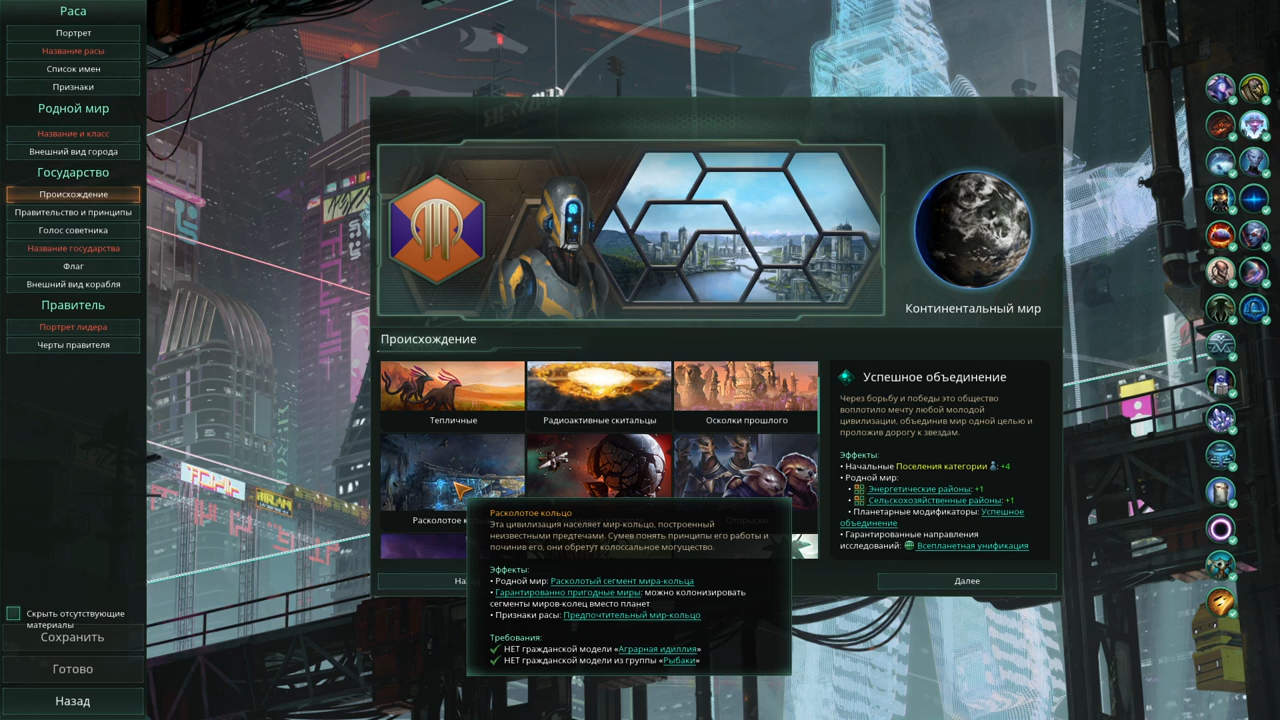 Раса
Портрет
Название расы
Список имен
Признаки
Родной мир
Название и класс
Внешний вид города
Государство
Происхождение
Правительство и принципы
Голос советника
Название государства
Флаг
Внешний вид корабля
Правитель
Портрет лидера
Черты правителя
Скрыть отсутствующие
материалы
Сохранить
Готово
Назад
Континентальный мир
Происхождение
Тепличные
Радиоактивные скитальцы
Осколки прошлого
Расколотое
Отпрыски
Успешное объединение
Через борьбу и победы это общество
воплотило мечту любой молодой
цивилизации, объединив мир одной целью и
проложив дорогу к звездам.
Эффекты:
• Начальные Поселения категории : +4
• Родной мир:
• Энергетические районы: +1
• Сельскохозяйственные районы: +1
• Планетарные модификаторы: Успешное
объединение
• Гарантированные направления
исследований: Всепланетная унификация
Далее
Расколотое кольцо
Эта цивилизация населяет мир-кольцо, построенный
неизвестными предтечами. Сумев понять принципы его работы и
починив его, они обретут колоссальное могущество.
Эффекты:
• Родной мир: Расколотый сегмент мира-кольца
• Гарантированно пригодные миры: можно колонизировать
сегменты миров-колец вместо планет
• Признаки расы: Предпочтительный мир-кольцо
Требования:
НЕТ гражданской модели «Аграрная идиллия»
НЕТ гражданской модели из группы «Рыбаки»